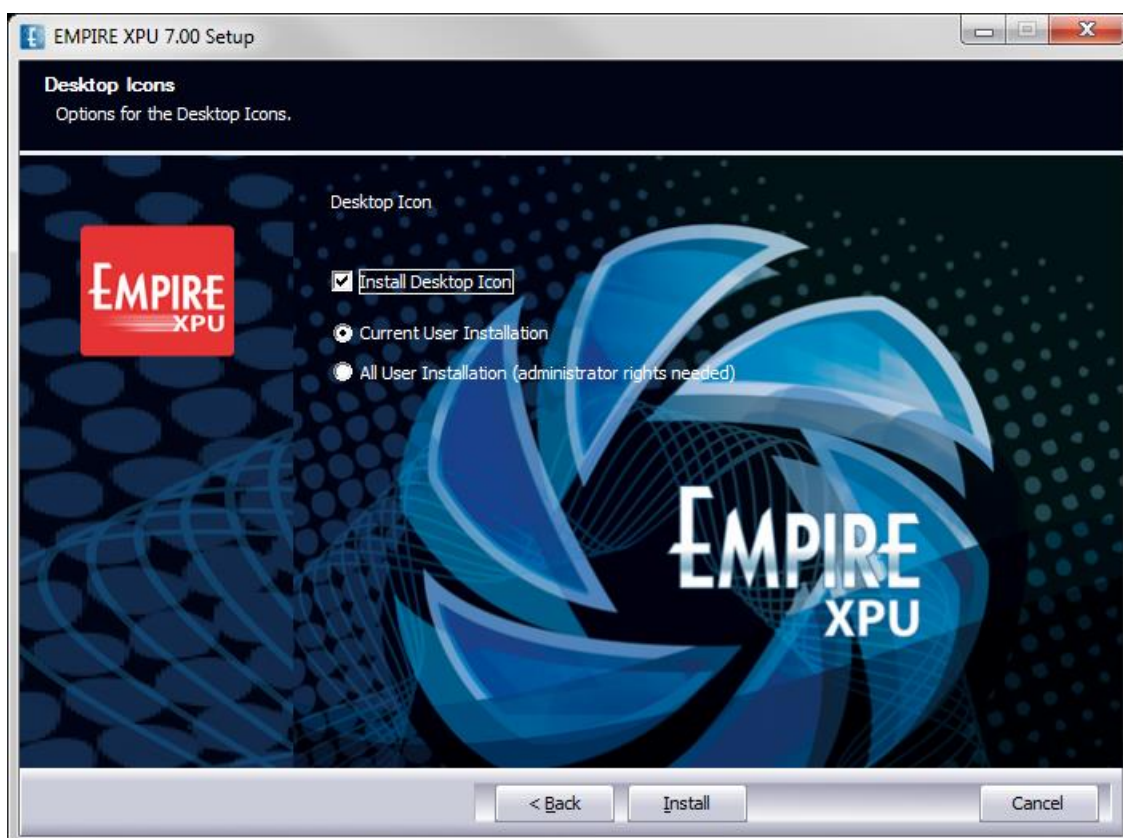 EMPIRE XPU 7.00 Setup
Desktop Icons
Options for the Desktop Icons.
Desktop Icon
EMPIRE
XPU
Install Desktop Icon
Current User Installation
All User Installation (administrator rights needed)
EMPIRE
XPU
< Back
Install
Cancel